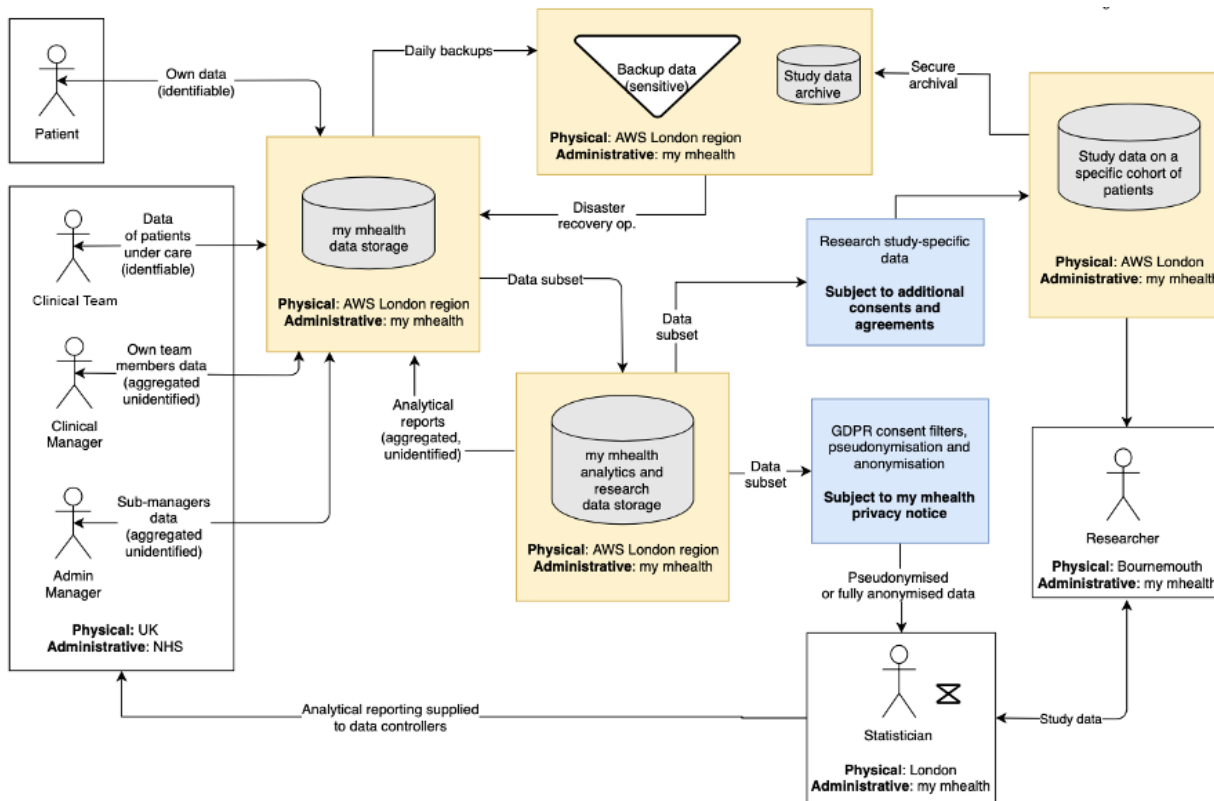 Patient
Own data
(identifiable)
Daily backups
Backup data
(sensitive)
Study data
archive
Physical: AWS London region
Administrative: my mhealth
Secure
archival
Study data on a
specific cohort of
patients
Physical: AWS London
Administrative: my mhealth
Clinical Team
Data
of patients
under care
(identfiable)
my mhealth
data storage
Physical: AWS London region
Administrative: my mhealth
Disaster
recovery op.
Data subset
Research study-specific
data
Subject to additional
consents and
agreements
Data
subset
Clinical
Manager
Own team
members data
(aggregated
unidentified)
Analytical
reports
(aggregated,
unidentified)
my mhealth
analytics and
research
data storage
Physical: AWS London region
Administrative: my mhealth
Data
subset
GDPR consent filters,
pseudonymisation and
anonymisation
Subject to my mhealth
privacy notice
Admin
Manager
Sub-managers
data
(aggregated
unidentified)
Physical: UK
Administrative: NHS
Researcher
Physical: Bournemouth
Administrative: my mhealth
Pseudonymised
or fully anonymised data
Analytical reporting supplied
to data controllers
Statistician
Physical: London
Administrative: my mhealth
Study data